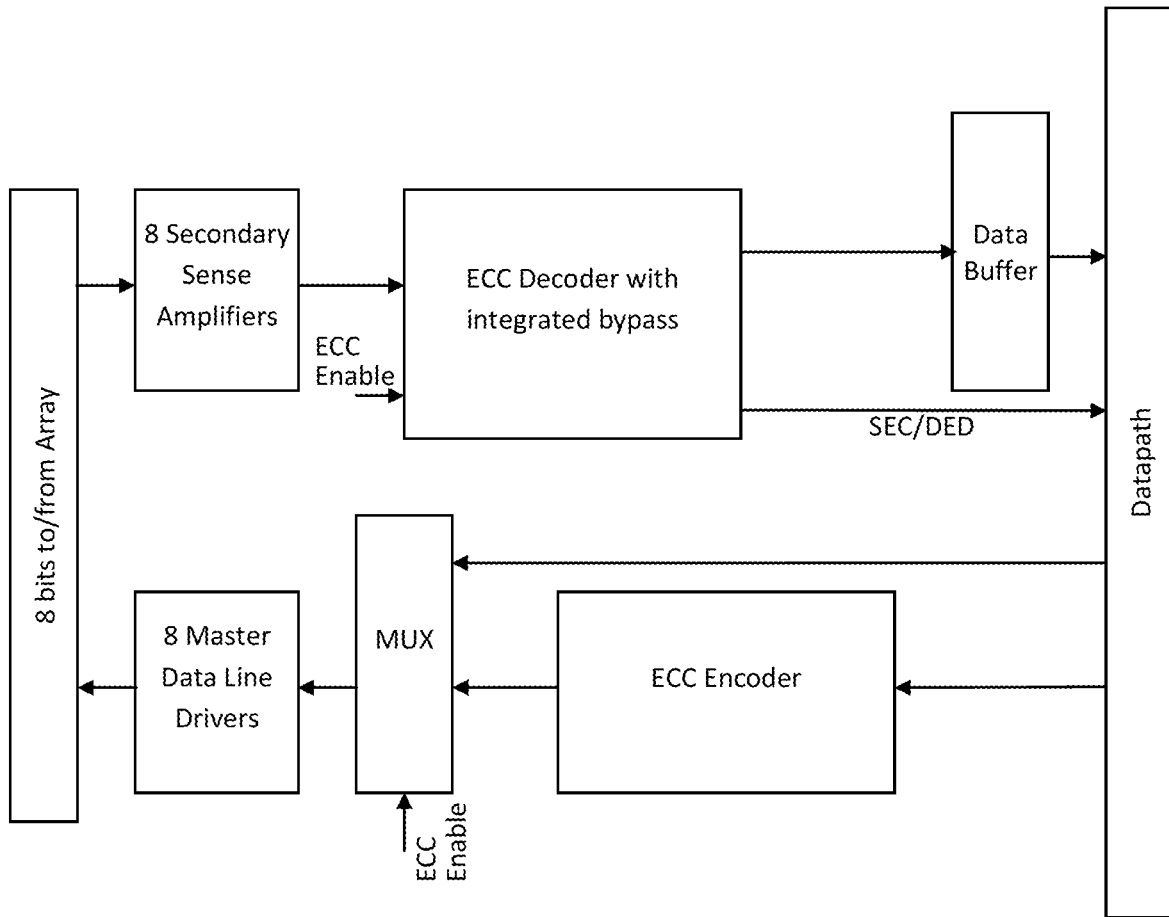 8 bits to/from Array
8 Secondary
Sense
Amplifiers
ECC
Enable
ECC Decoder with
integrated bypass
Data
Buffer
SEC/DED
Datapath
8 Master
Data Line
Drivers
MUX
ECC Encoder
ECC
Enable